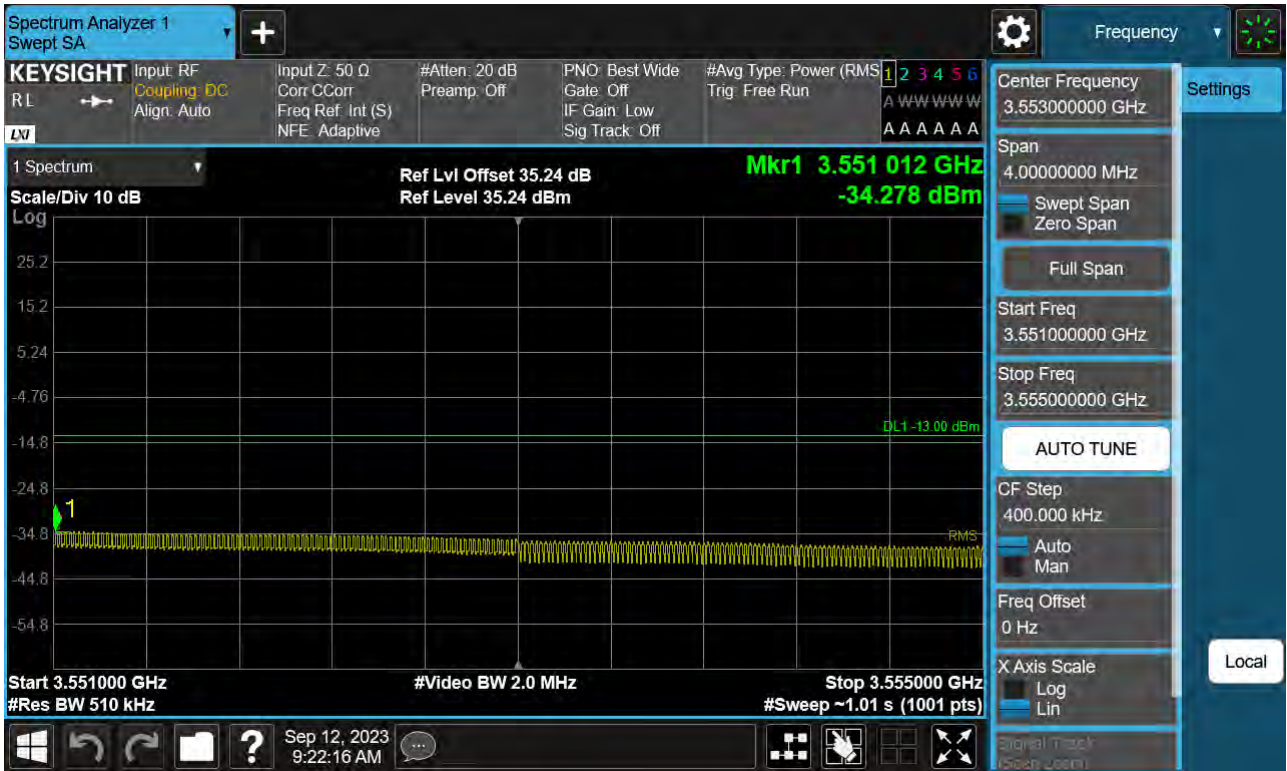 Spectrum Analyzer 1
Swept SA
Frequency
KEYSIGHT
RL
LXI
Input: RF
Coupling: DC
Align: Auto
Input Z: 50 Ω
Corr CCorr
Freq Ref: Int (S)
NFE: Adaptive
#Atten: 20 dB
Preamp: Off
PNO: Best Wide
Gate: Off
IF Gain: Low
Sig Track: Off
#Avg Type: Power (RMS
Trig: Free Run
1 2 3 4 5 6
A W W W W W
A A A A A A
1 Spectrum
Scale/Div 10 dB
Log
Ref Lvl Offset 35.24 dB
Ref Level 35.24 dBm
Mkr1 3.551 012 GHz
-34.278 dBm
25.2
15.2
5.24
-4.76
DL1 -13.00 dBm
-14.8
-24.8
1
-34.8
RMS
-44.8
-54.8
Start 3.551000 GHz
#Video BW 2.0 MHz
Stop 3.555000 GHz
#Res BW 510 kHz
#Sweep ~1.01 s (1001 pts)
Sep 12, 2023
9:22:16 AM
Center Frequency
3.553000000 GHz
Settings
Span
4.00000000 MHz
Swept Span
Zero Span
Full Span
Start Freq
3.551000000 GHz
Stop Freq
3.555000000 GHz
AUTO TUNE
CF Step
400.000 kHz
Auto
Man
Freq Offset
0 Hz
X Axis Scale
Log
Lin
Local
Signal Track
(Span Zoom)